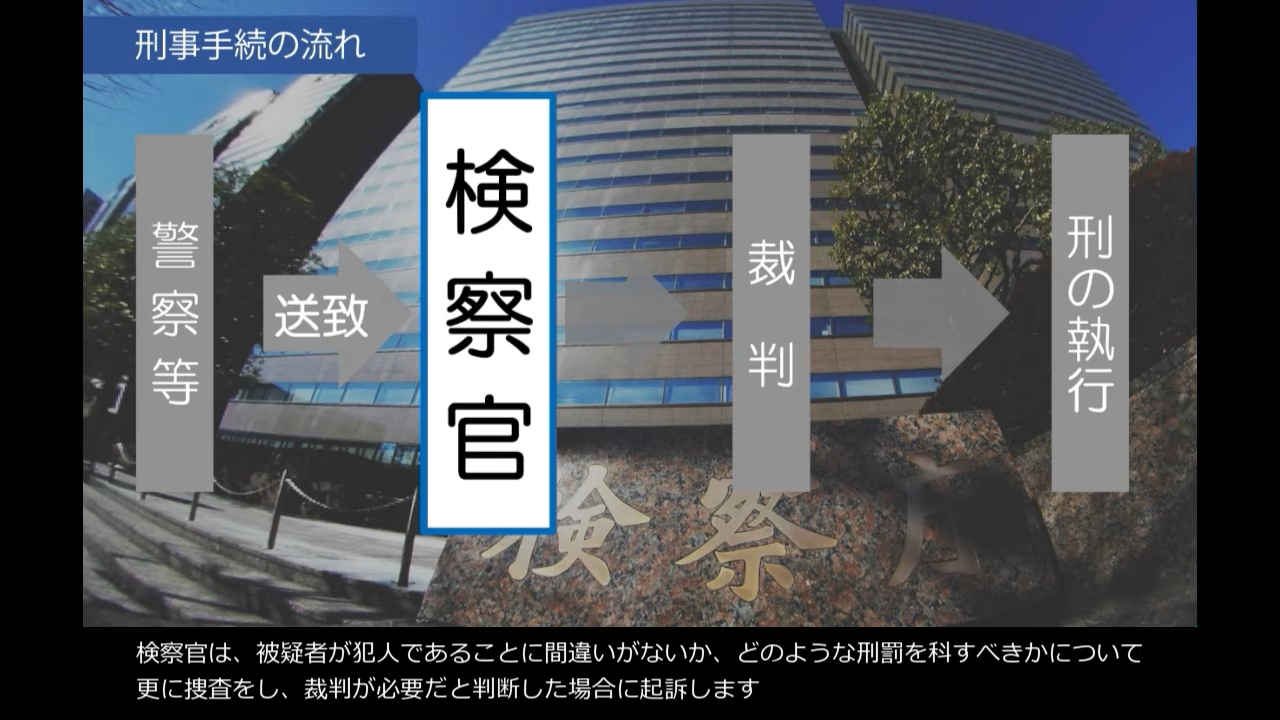 刑事手続の流れ
警察等
送致
検察官
裁判
刑の執行
検察庁
検察官は、被疑者が犯人であることに間違いがないか、どのような刑罰を科すべきかについて
更に捜査をし、裁判が必要だと判断した場合に起訴します